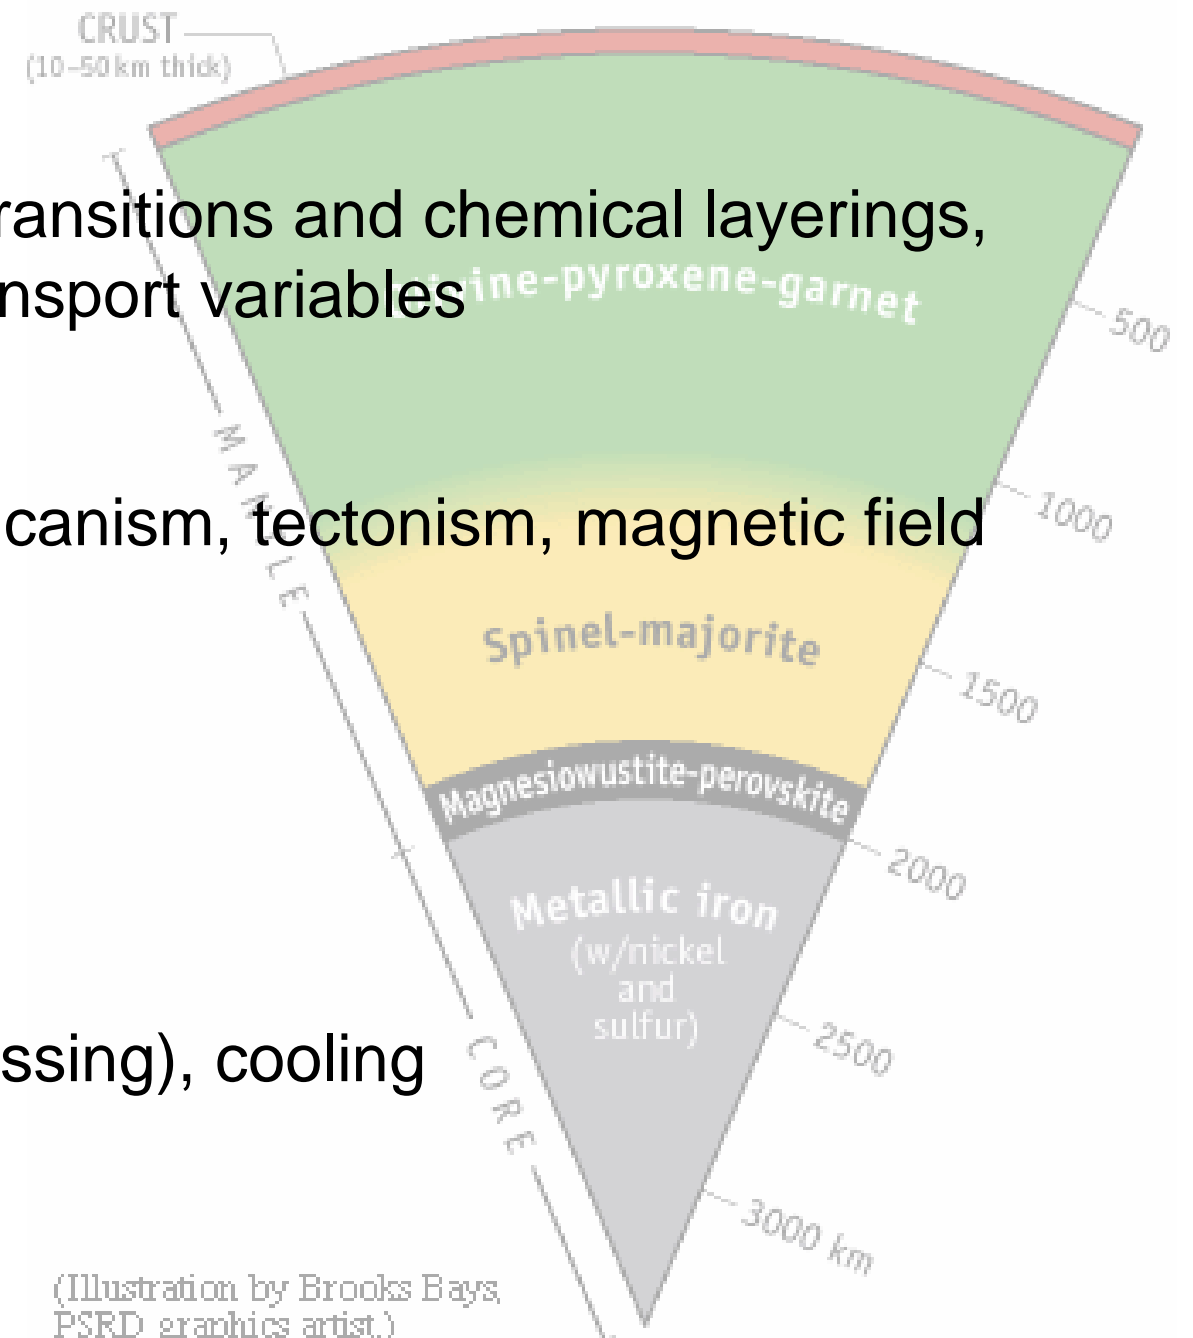 CRUST
(10–50 km thick)
ransitions and chemical layerings,
olivine-pyroxene-garnet
nsport variables
500
MANTLE
canism, tectonism, magnetic field
1000
Spinel-majorite
1500
Magnesiowustite-perovskite
2000
Metallic iron
(w/nickel
and
sulfur)
2500
ssing), cooling
CORE
3000 km
(Illustration by Brooks Bays,
PSRD graphics artist.)